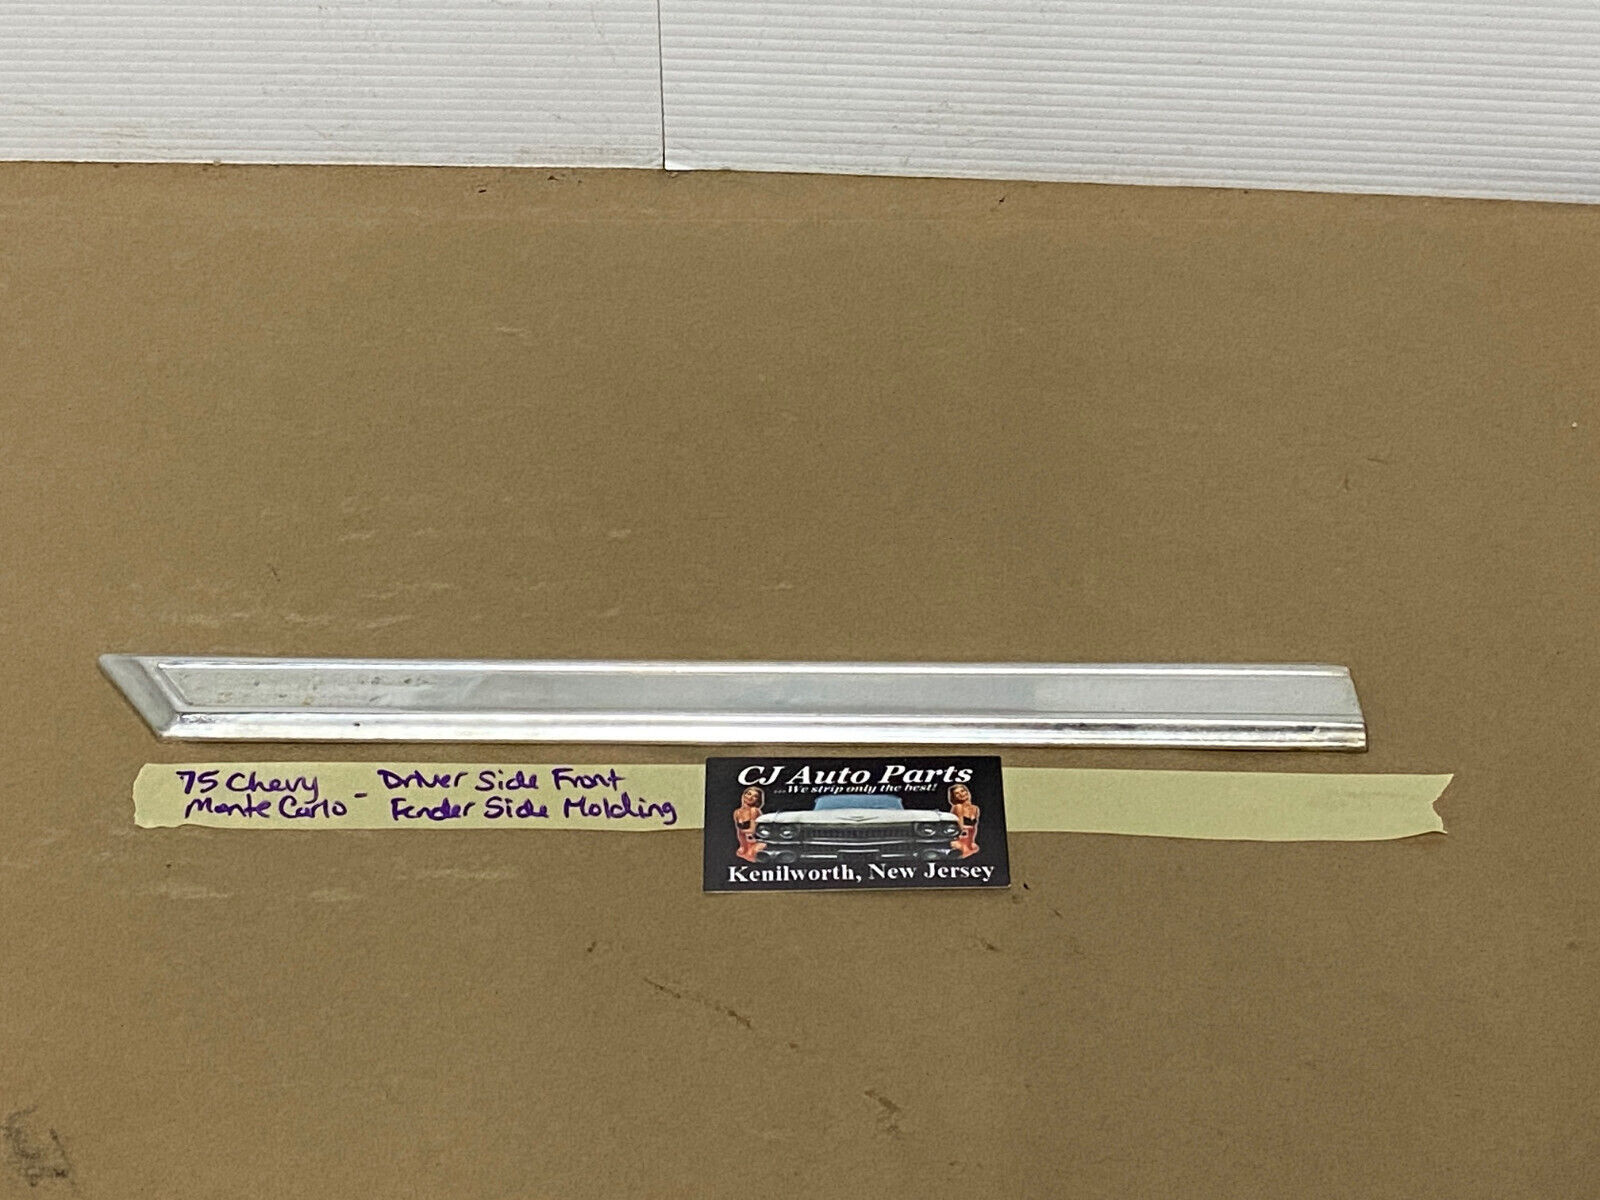 75 Chevy - Driver Side Front
Monte Carlo Fender Side Molding
CJ Auto Parts
...We strip only the best!
Kenilworth, New Jersey